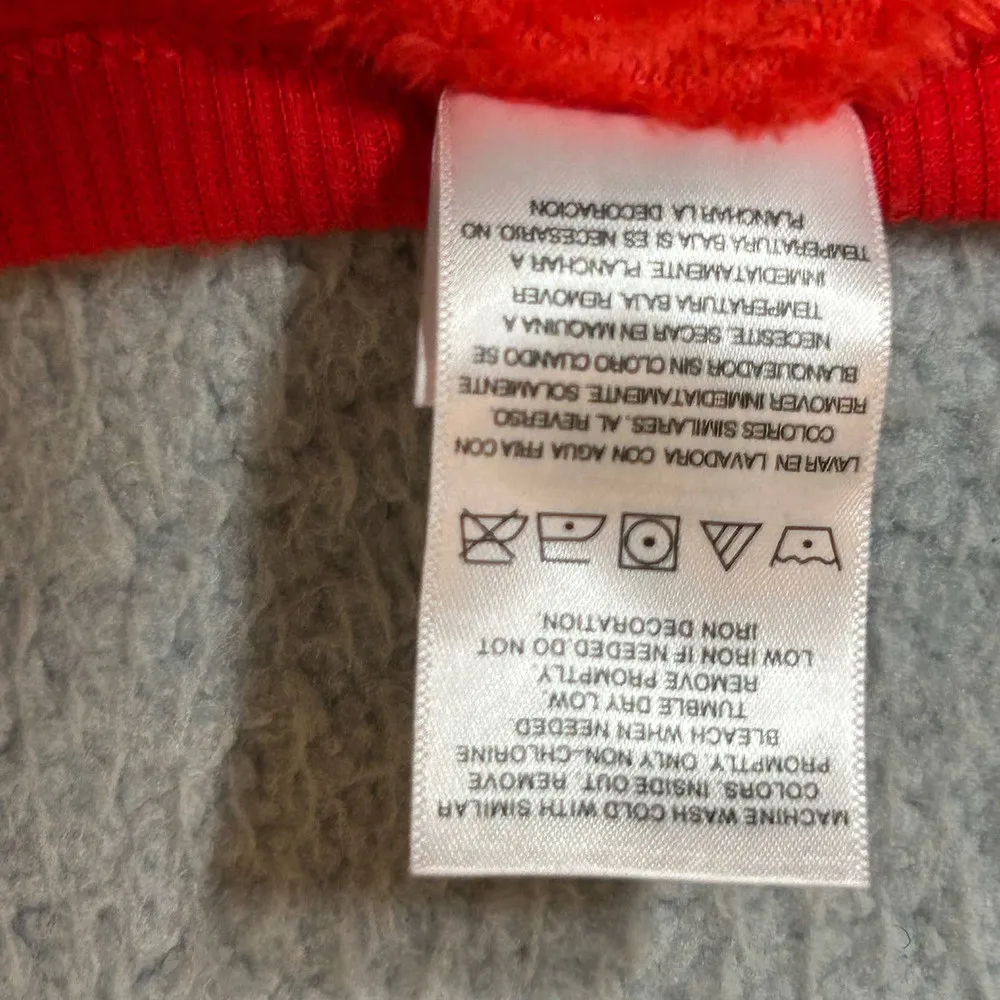 MACHINE WASH COLD WITH SIMILAR
COLORS. INSIDE OUT. REMOVE
PROMPTLY. ONLY NON-CHLORINE
BLEACH WHEN NEEDED.
TUMBLE DRY LOW.
REMOVE PROMPTLY.
LOW IRON IF NEEDED.DO NOT
IRON DECORATION.
LAVAR EN LAVADORA CON AGUA FRIA CON
COLORES SIMILARES, AL REVERSO.
REMOVER INMEDIATAMENTE. SOLAMENTE
BLANQUEADOR SIN CLORO CUANDO SE
NECESITE. SECAR EN MAQUINA A
TEMPERATURA BAJA. REMOVER
INMEDIATAMENTE. PLANCHAR A
TEMPERATURA BAJA SI ES NECESARIO. NO
PLANCHAR LA DECORACION